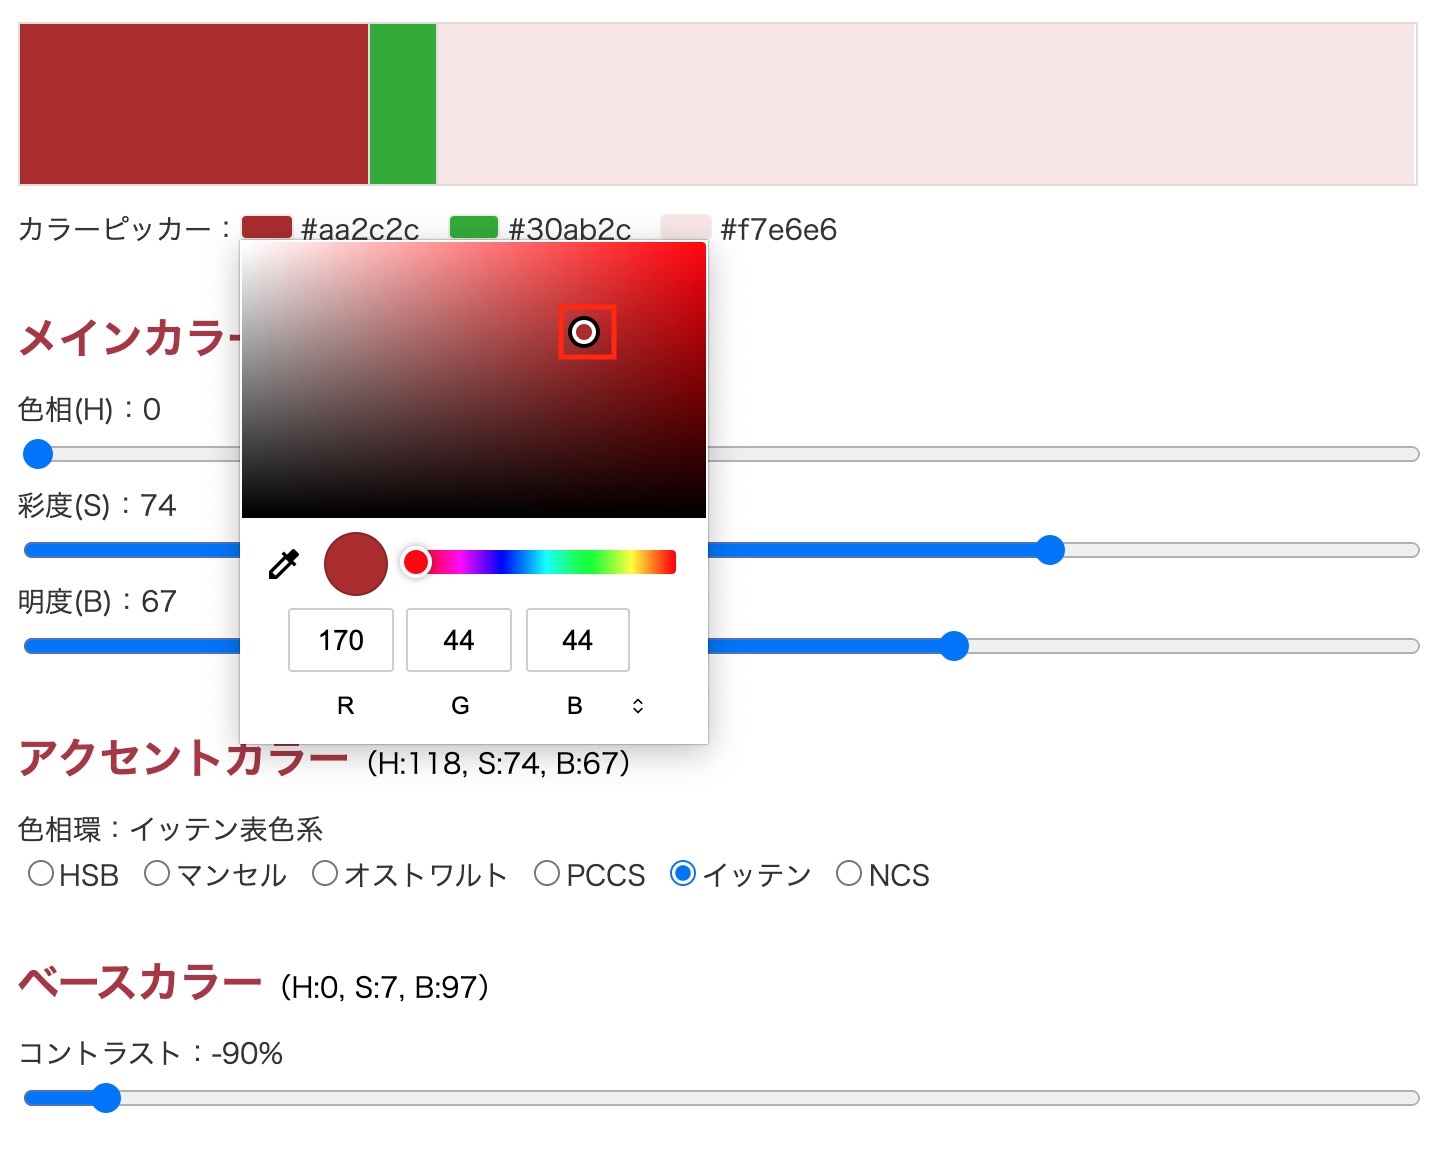 カラーピッカー： #aa2c2c #30ab2c #f7e6e6
メインカラー
色相(H)：0
彩度(S)：74
明度(B)：67
170 44 44
R G B
アクセントカラー (H:118, S:74, B:67)
色相環：イッテン表色系
HSB マンセル オストワルト PCCS イッテン NCS
ベースカラー (H:0, S:7, B:97)
コントラスト：-90%